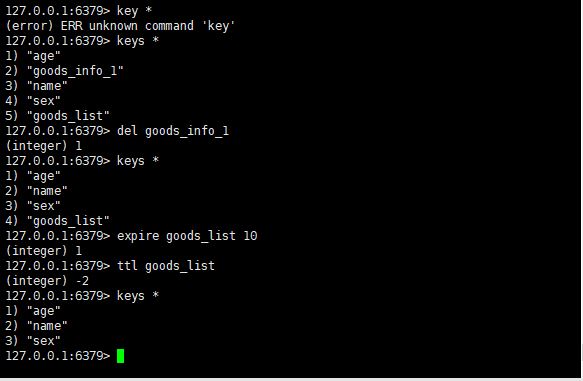 127.0.0.1:6379> key *
(error) ERR unknown command 'key'
127.0.0.1:6379> keys *
1) "age"
2) "goods_info_1"
3) "name"
4) "sex"
5) "goods_list"
127.0.0.1:6379> del goods_info_1
(integer) 1
127.0.0.1:6379> keys *
1) "age"
2) "name"
3) "sex"
4) "goods_list"
127.0.0.1:6379> expire goods_list 10
(integer) 1
127.0.0.1:6379> ttl goods_list
(integer) -2
127.0.0.1:6379> keys *
1) "age"
2) "name"
3) "sex"
127.0.0.1:6379>